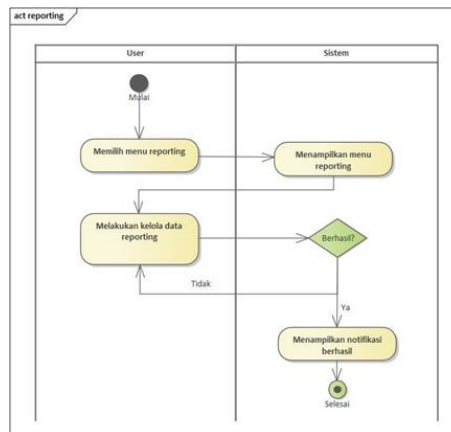 act reporting
User
Sistem
Mulai
Memilih menu reporting
Menampilkan menu
reporting
Melakukan kelola data
reporting
Berhasil?
Tidak
Ya
Menampilkan notifikasi
berhasil
Selesai